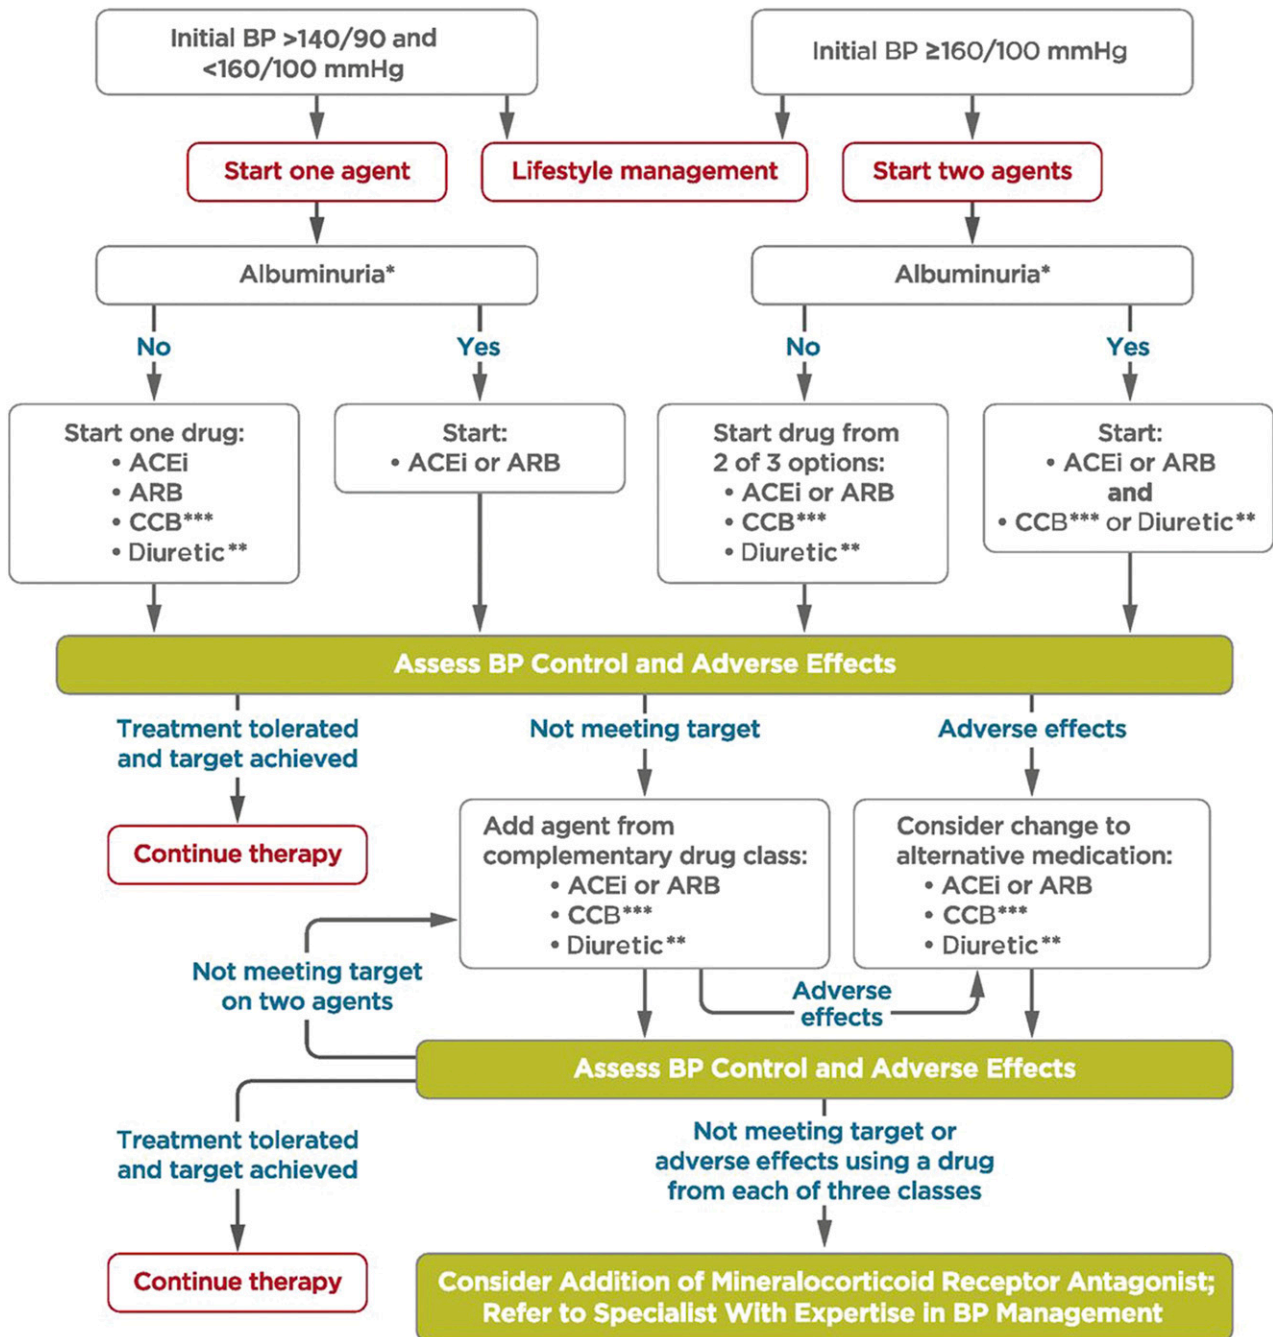 Initial BP >140/90 and
<160/100 mmHg
Initial BP ≥160/100 mmHg
Start one agent
Lifestyle management
Start two agents
Albuminuria*
Albuminuria*
No
Yes
No
Yes
Start one drug:
• ACEi
• ARB
• CCB***
• Diuretic**
Start:
• ACEi or ARB
Start drug from
2 of 3 options:
• ACEi or ARB
• CCB***
• Diuretic**
Start:
• ACEi or ARB
and
• CCB*** or Diuretic**
Assess BP Control and Adverse Effects
Treatment tolerated
and target achieved
Not meeting target
Adverse effects
Continue therapy
Add agent from
complementary drug class:
• ACEi or ARB
• CCB***
• Diuretic**
Consider change to
alternative medication:
• ACEi or ARB
• CCB***
• Diuretic**
Not meeting target
on two agents
Adverse
effects
Assess BP Control and Adverse Effects
Treatment tolerated
and target achieved
Not meeting target or
adverse effects using a drug
from each of three classes
Continue therapy
Consider Addition of Mineralocorticoid Receptor Antagonist;
Refer to Specialist With Expertise in BP Management